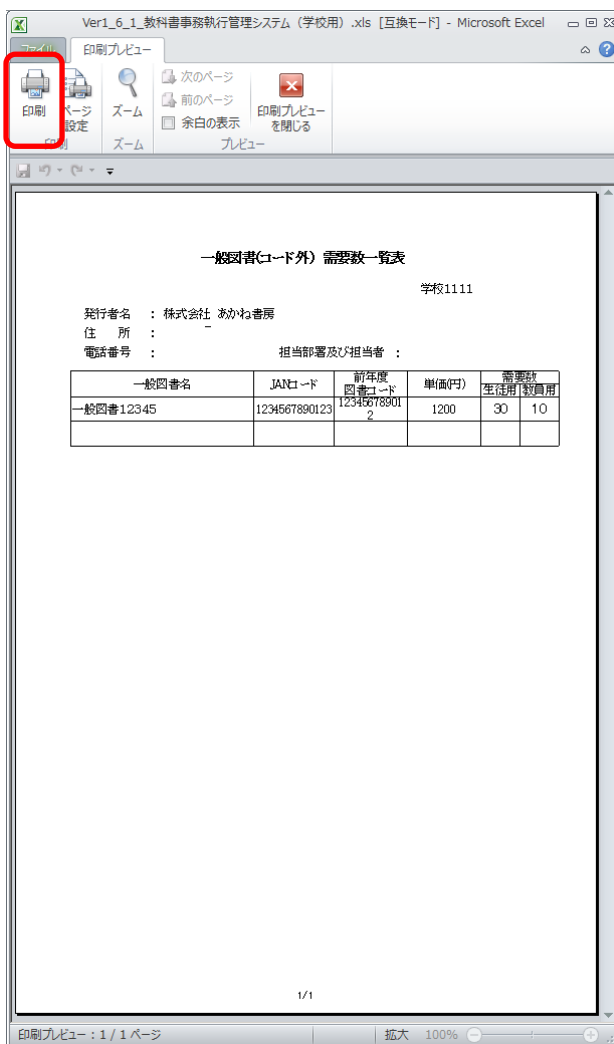 Ver1_6_1_教科書事務執行管理システム（学校用）.xls [互換モード] - Microsoft Excel
ファイル 印刷プレビュー
印刷 ページ設定 ズーム 次のページ 前のページ 余白の表示 印刷プレビューを閉じる
印刷 ズーム プレビュー
一般図書(コード外) 需要数一覧表
学校1111
発行者名 ： 株式会社 あかね書房
住 所 ： －
電話番号 ： 担当部署及び担当者 ：
一般図書名 JANコード 前年度図書コード 単価(円) 需要数 生徒用 教員用
一般図書12345 1234567890123 123456789012 1200 30 10
1/1
印刷プレビュー：1 / 1 ページ 拡大 100%